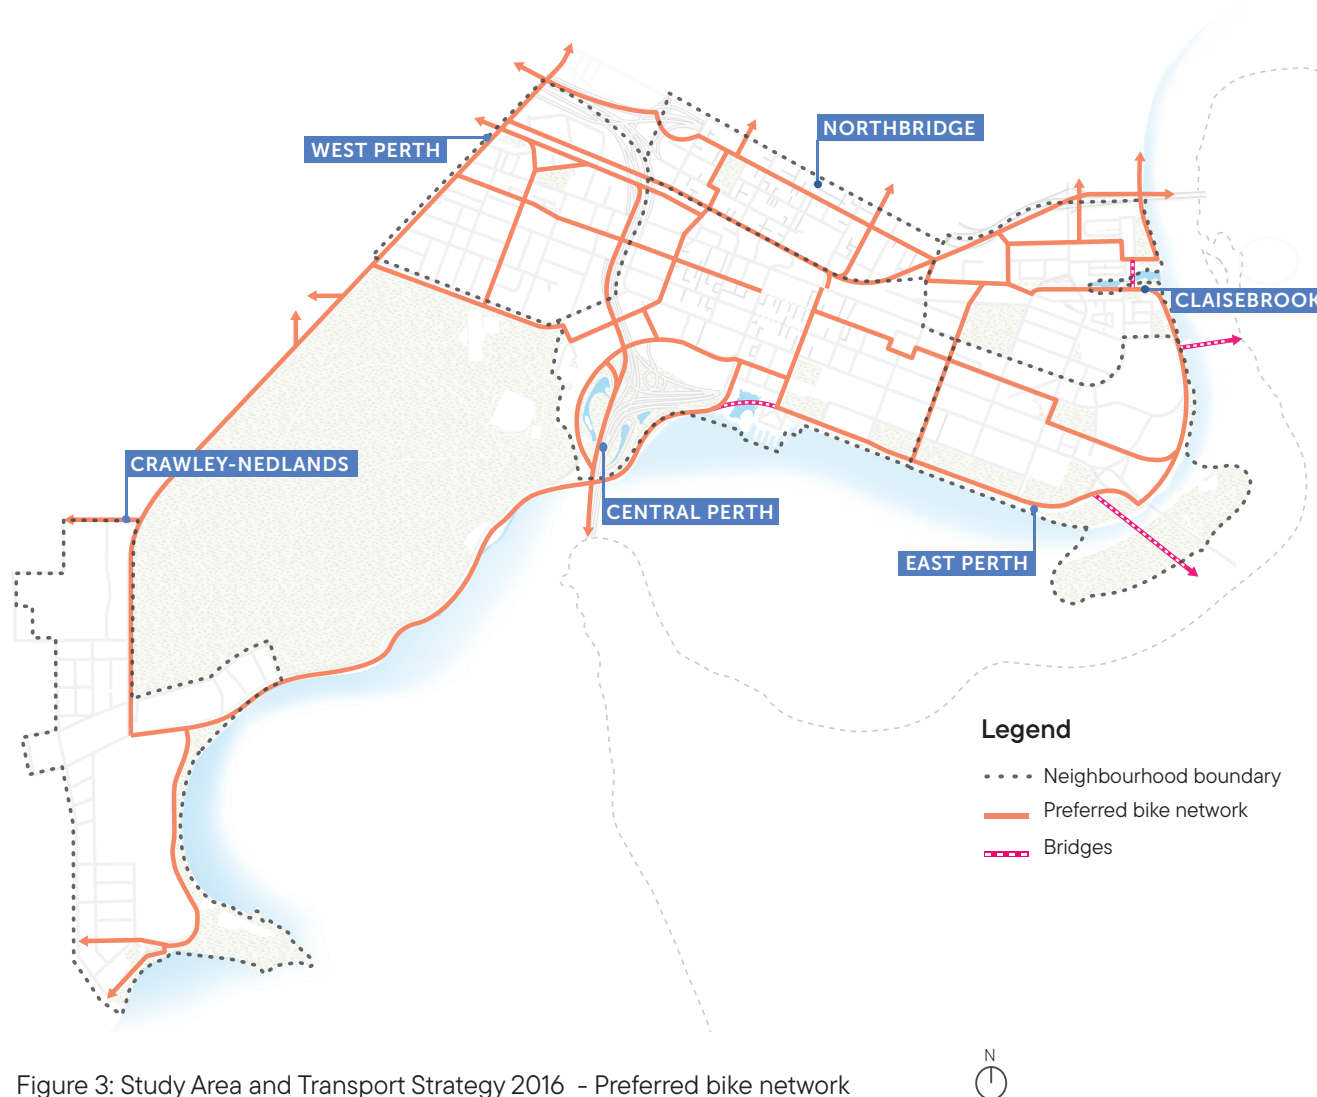 NORTHBRIDGE
WEST PERTH
CLAISEBROOK
CRAWLEY-NEDLANDS
CENTRAL PERTH
EAST PERTH
Legend
Neighbourhood boundary
Preferred bike network
Bridges
N
Figure 3: Study Area and Transport Strategy 2016 - Preferred bike network